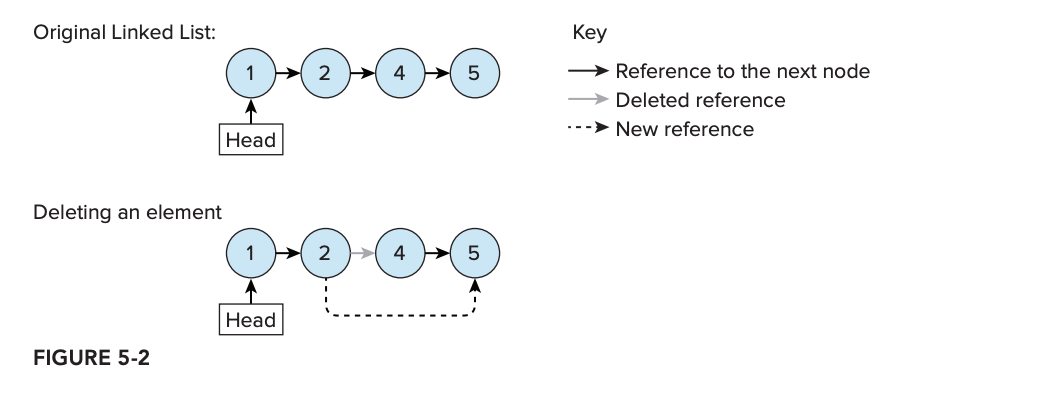 Original Linked List:
1 2 4 5
Head
Key
Reference to the next node
Deleted reference
New reference
Deleting an element
1 2 4 5
Head
FIGURE 5-2